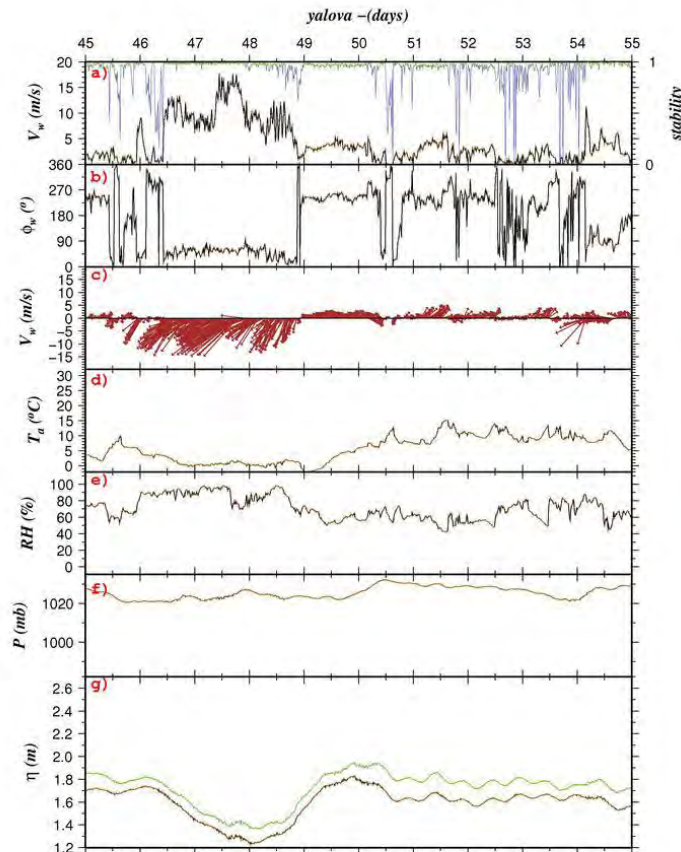 yalova -(days)
45 46 47 48 49 50 51 52 53 54 55
a)
V_w (m/s)
20
15
10
5
stability
1
0
b)
ϕ_w (°)
360
270
180
90
0
c)
V_w (m/s)
15
10
5
0
-5
-10
-15
d)
T_a (°C)
30
25
20
15
10
5
0
e)
RH (%)
100
80
60
40
20
0
f)
P (mb)
1020
1000
g)
η (m)
2.6
2.4
2.2
2.0
1.8
1.6
1.4
1.2